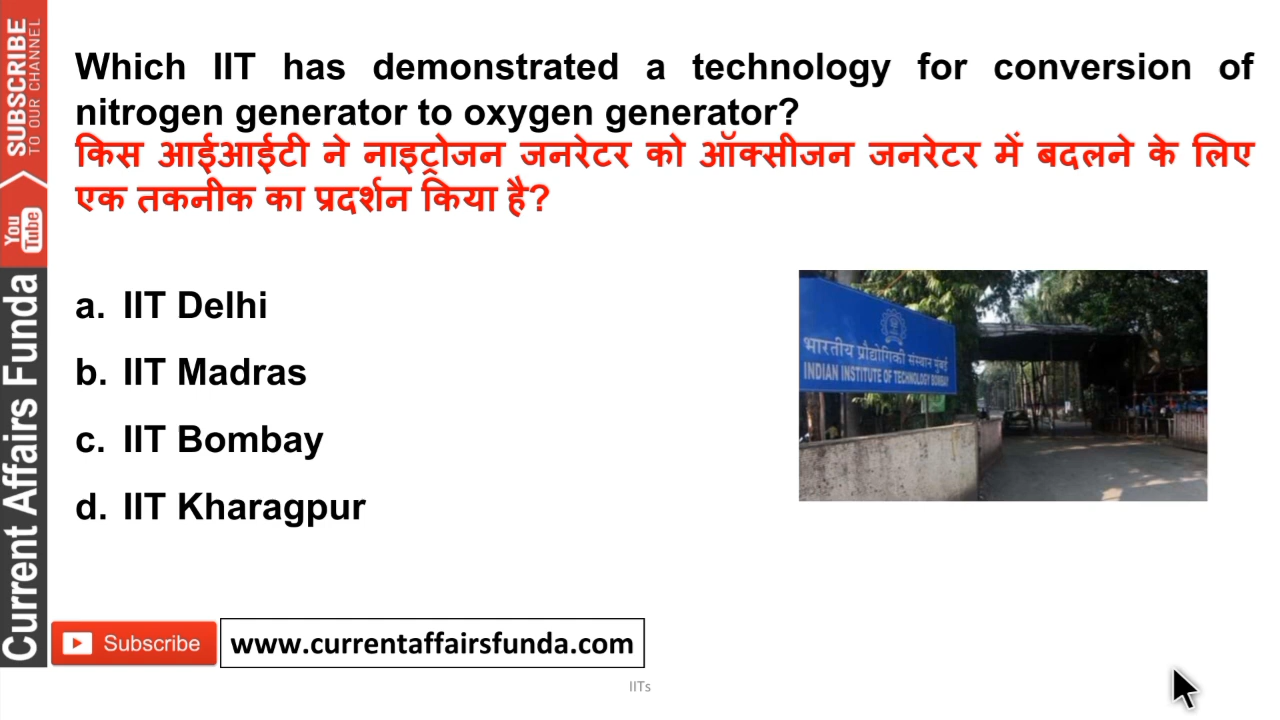 SUBSCRIBE
TO OUR CHANNEL
You
Tube
Current Affairs Funda
Which IIT has demonstrated a technology for conversion of
nitrogen generator to oxygen generator?
किस आईआईटी ने नाइट्रोजन जनरेटर को ऑक्सीजन जनरेटर में बदलने के लिए
एक तकनीक का प्रदर्शन किया है?
a. IIT Delhi
b. IIT Madras
c. IIT Bombay
d. IIT Kharagpur
भारतीय प्रौद्योगिकी संस्थान मुंबई
INDIAN INSTITUTE OF TECHNOLOGY BOMBAY
Subscribe
www.currentaffairsfunda.com
IITs